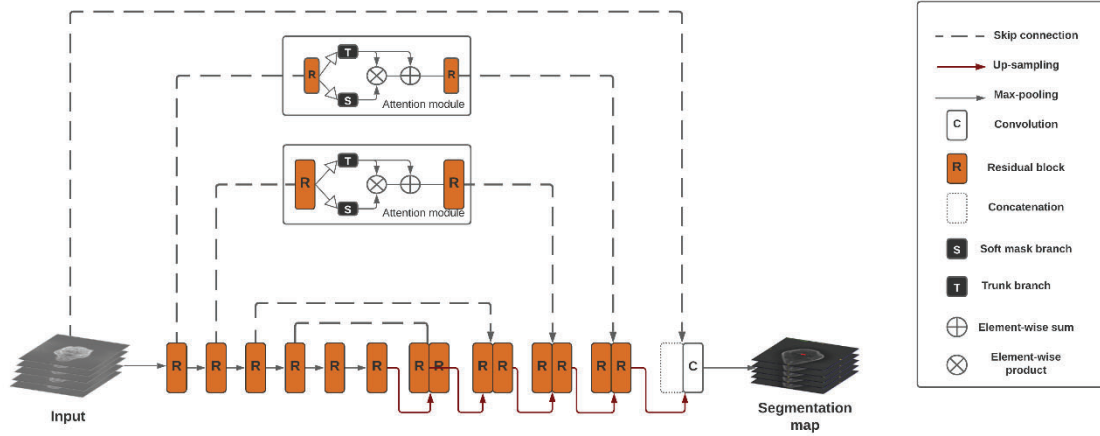 T
R
R
S
Attention module
T
R
R
S
Attention module
R
R
R
R
R
R
R
R
R
R
R
R
R
R
C
Input
Segmentation
map
Skip connection
Up-sampling
Max-pooling
C
Convolution
R
Residual block
Concatenation
S
Soft mask branch
T
Trunk branch
Element-wise sum
Element-wise
product